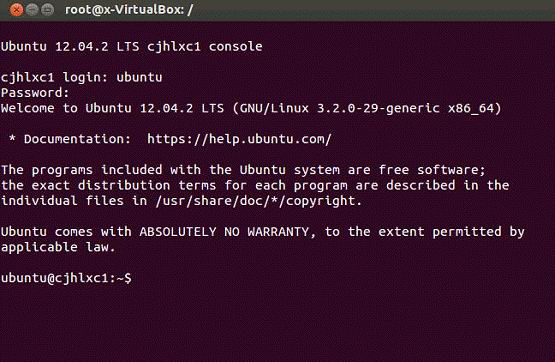 root@x-VirtualBox: /
Ubuntu 12.04.2 LTS cjhlxc1 console
cjhlxc1 login: ubuntu
Password:
Welcome to Ubuntu 12.04.2 LTS (GNU/Linux 3.2.0-29-generic x86_64)
* Documentation:  https://help.ubuntu.com/
The programs included with the Ubuntu system are free software;
the exact distribution terms for each program are described in the
individual files in /usr/share/doc/*/copyright.
Ubuntu comes with ABSOLUTELY NO WARRANTY, to the extent permitted by
applicable law.
ubuntu@cjhlxc1:~$